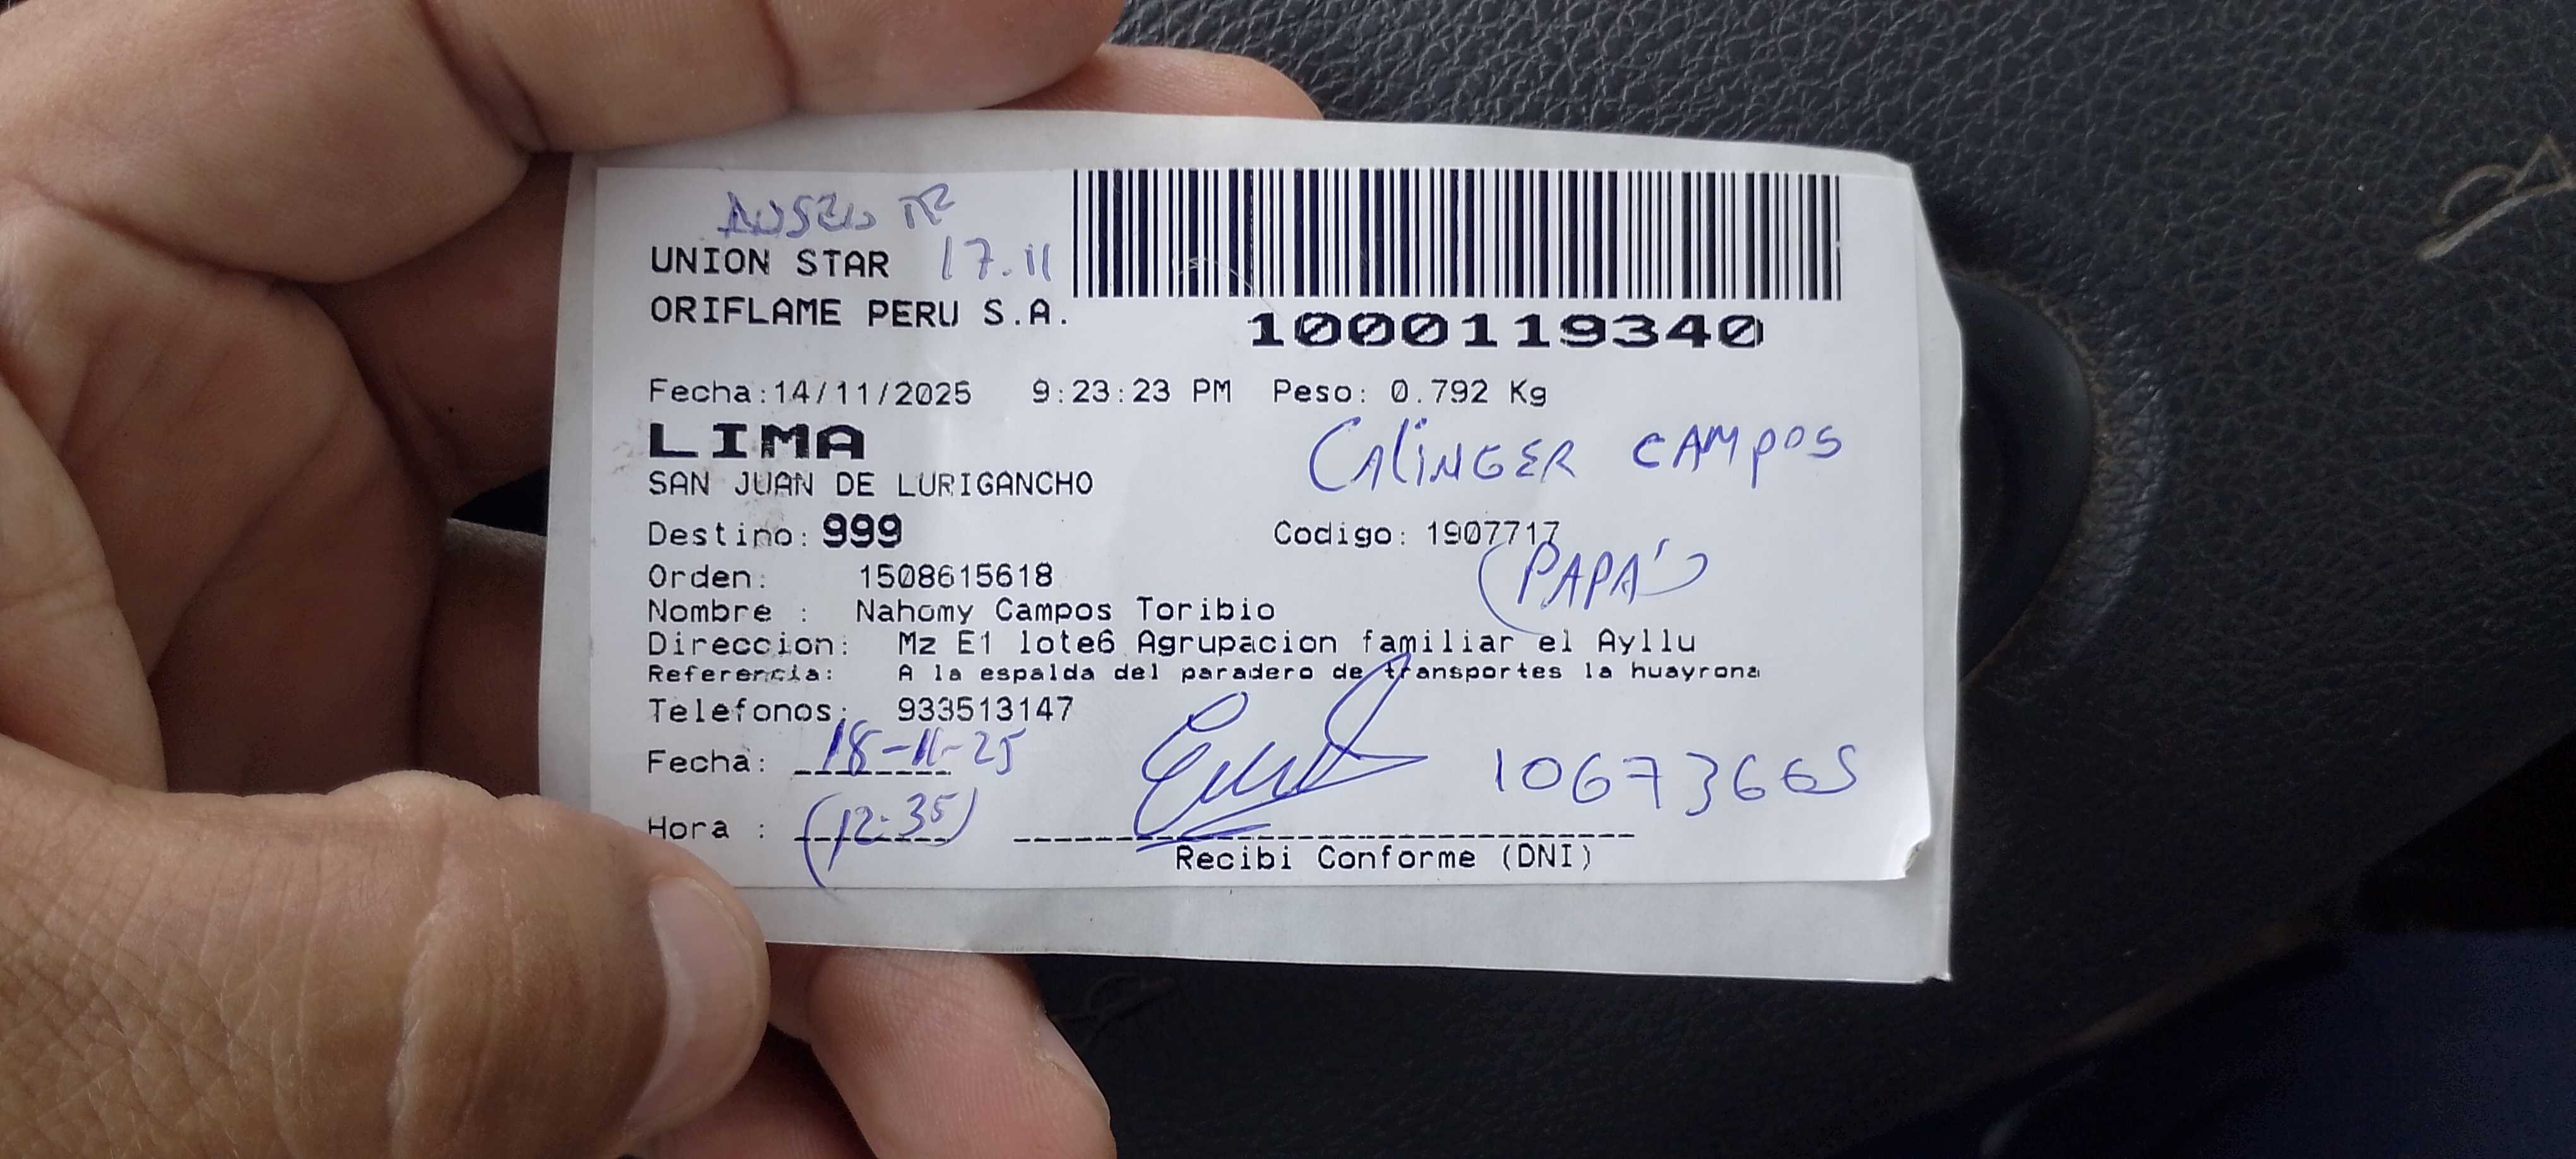 17.11
UNION STAR
ORIFLAME PERU S.A.
1000119340
Fecha:14/11/2025 9:23:23 PM Peso: 0.792 Kg
LIMA
CALINGER CAMPOS
SAN JUAN DE LURIGANCHO
Destino: 999 Codigo: 1907717
(PAPÁ)
Orden: 1508615618
Nombre : Nahomy Campos Toribio
Direccion: Mz E1 lote6 Agrupacion familiar el Ayllu
Referencia: A la espalda del paradero de transportes la huayrona
Telefonos: 933513147
Fecha: 18-11-25 10673665
Hora : (12:35)
Recibi Conforme (DNI)